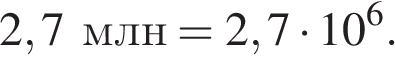 2,7 млн = 2,7 · 10⁶.